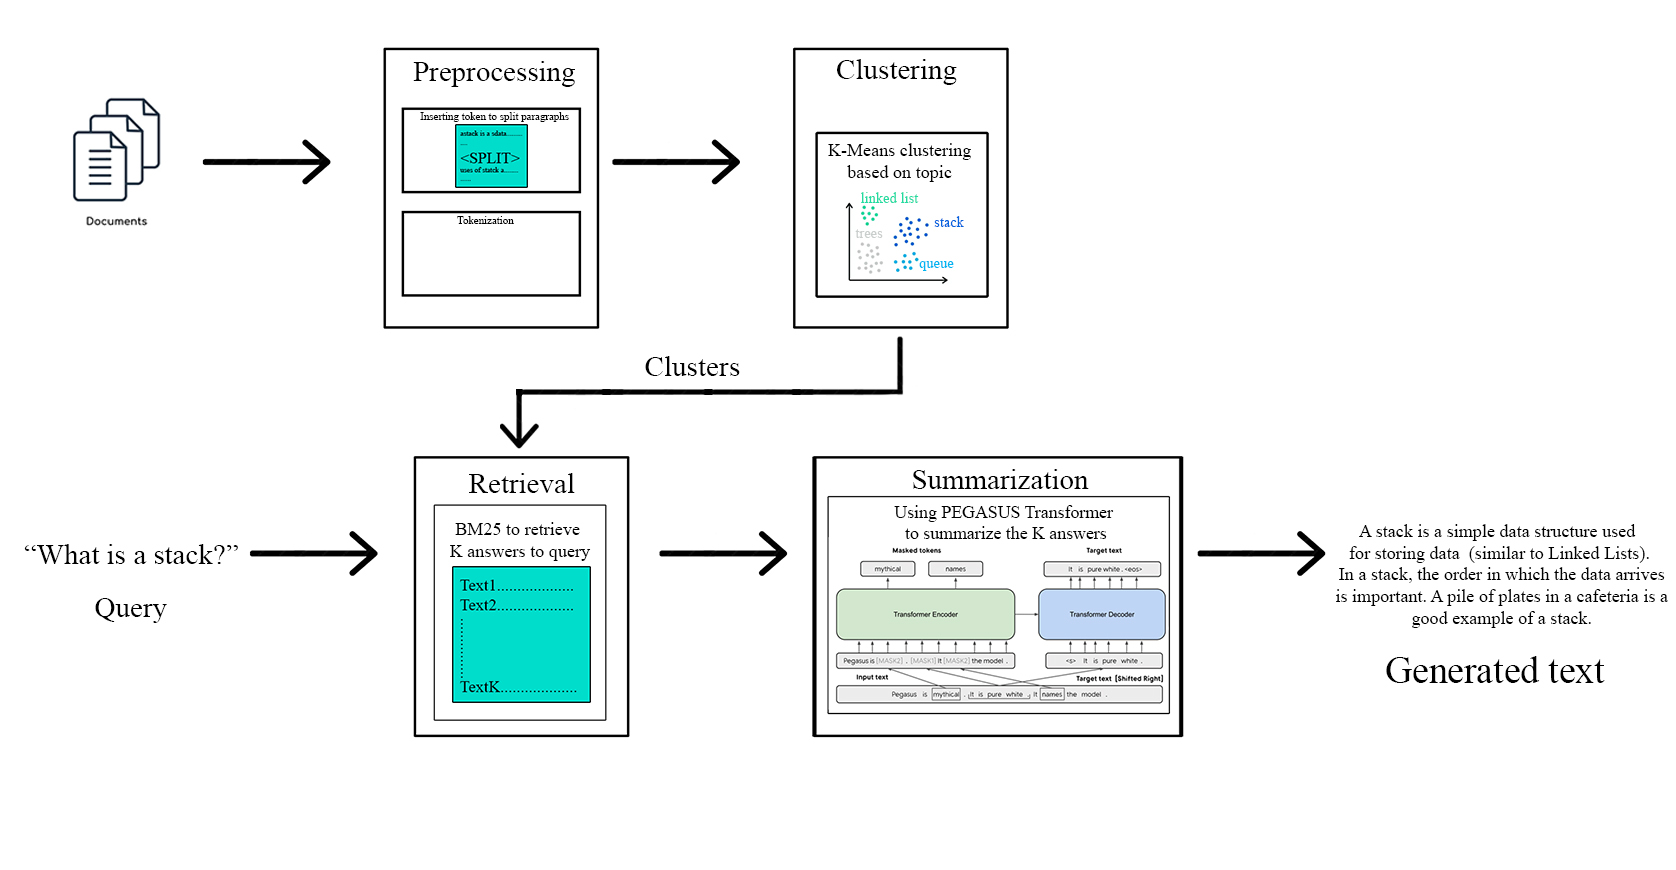 Documents
Preprocessing
Inserting token to split paragraphs
astack is a sdata.........
....
<SPLIT>
uses of statck a.......
......
Tokenization
Clustering
K-Means clustering
based on topic
linked list
stack
trees
queue
Clusters
“What is a stack?”
Query
Retrieval
BM25 to retrieve
K answers to query
Text1...................
Text2...................
TextK...................
Summarization
Using PEGASUS Transformer
to summarize the K answers
Masked tokens
Target text
mythical
names
It is pure white . <eos>
Transformer Encoder
Transformer Decoder
Pegasus is [MASK2] . [MASK1] It [MASK2] the model .
<s> It is pure white .
Input text
Target text [Shifted Right]
Pegasus is mythical . It is pure white . It names the model .
A stack is a simple data structure used
for storing data (similar to Linked Lists).
In a stack, the order in which the data arrives
is important. A pile of plates in a cafeteria is a
good example of a stack.
Generated text